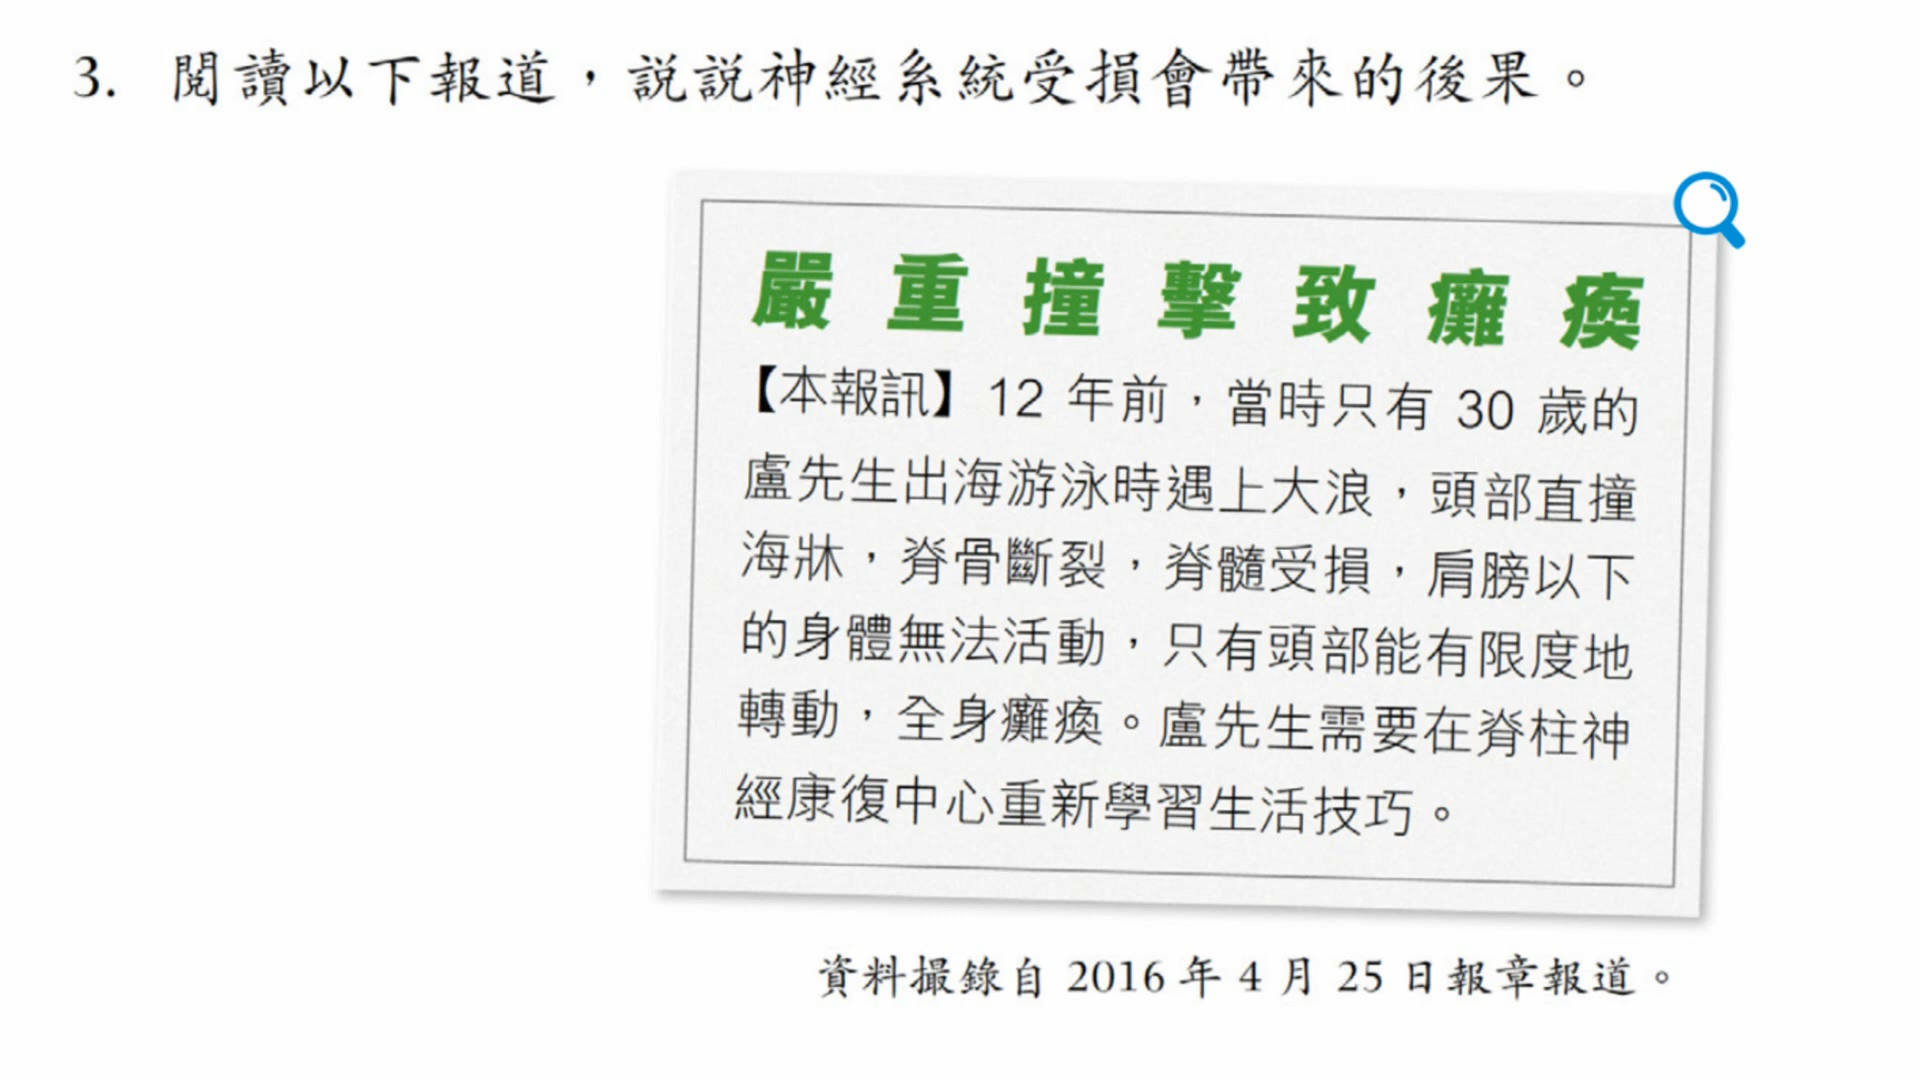 3. 閱讀以下報道，説説神經系統受損會帶來的後果。
嚴重撞擊致癱瘓
【本報訊】12 年前，當時只有 30 歲的
盧先生出海游泳時遇上大浪，頭部直撞
海牀，脊骨斷裂，脊髓受損，肩膀以下
的身體無法活動，只有頭部能有限度地
轉動，全身癱瘓。盧先生需要在脊柱神
經康復中心重新學習生活技巧。
資料撮錄自 2016 年 4 月 25 日報章報道。